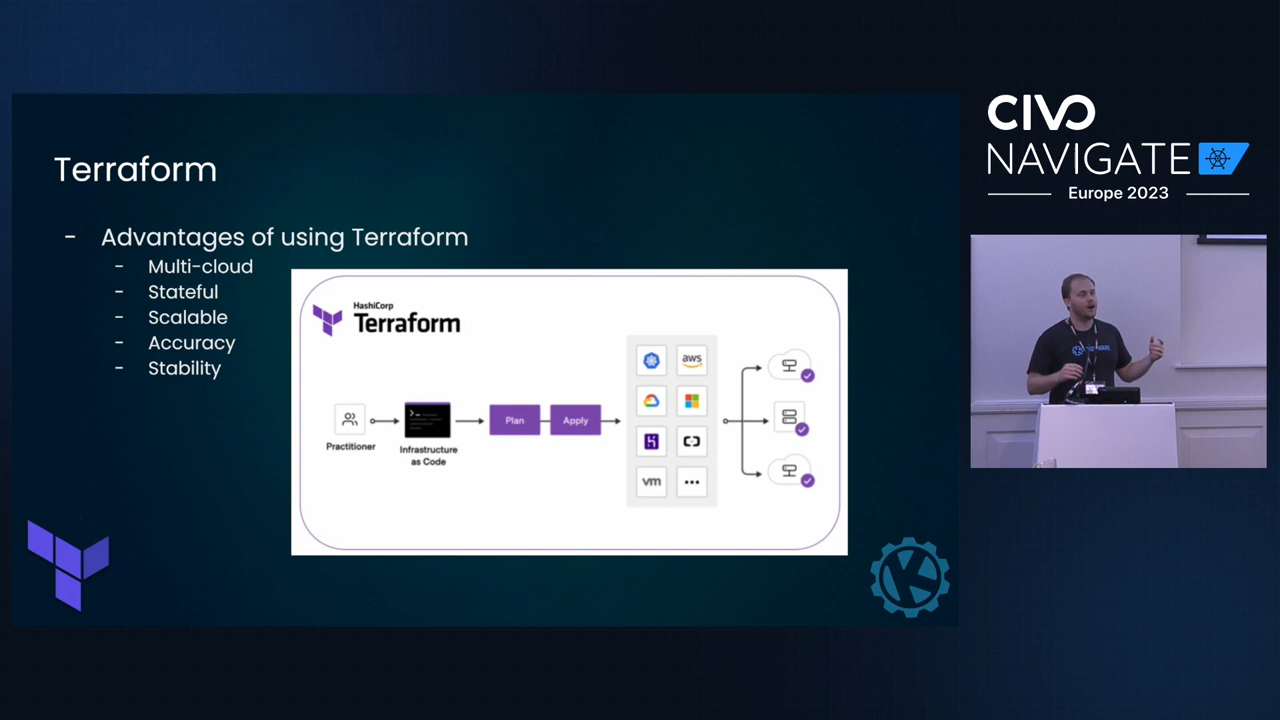 Terraform
- Advantages of using Terraform
- Multi-cloud
- Stateful
- Scalable
- Accuracy
- Stability
HashiCorp
Terraform
Practitioner
Infrastructure
as Code
Plan
Apply
aws
vm
CIVO
NAVIGATE
Europe 2023